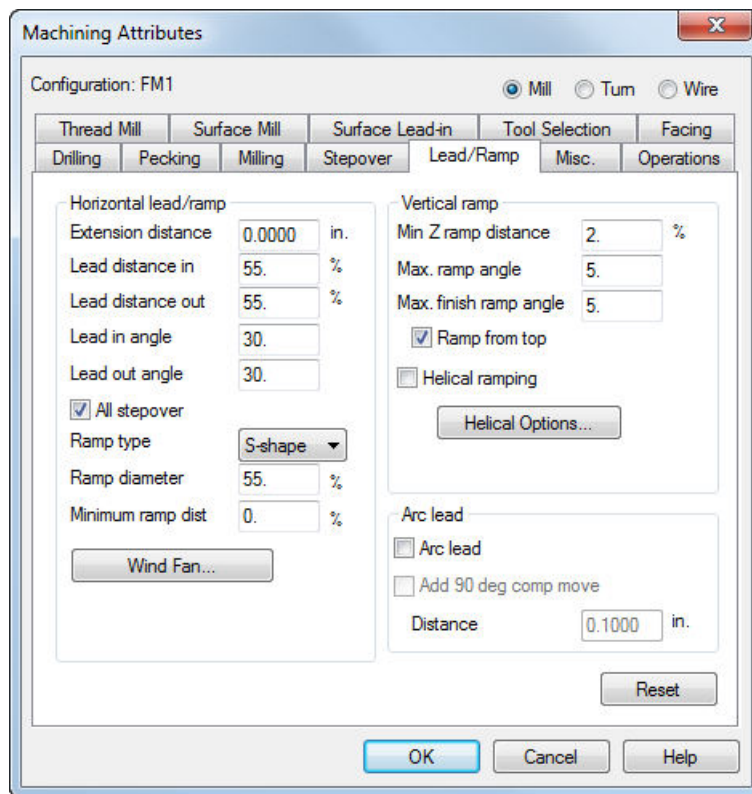 Machining Attributes
Configuration: FM1
Mill Turn Wire
Thread Mill Surface Mill Surface Lead-in Tool Selection Facing
Drilling Pecking Milling Stepover Lead/Ramp Misc. Operations
Horizontal lead/ramp
Extension distance 0.0000 in.
Lead distance in 55. %
Lead distance out 55. %
Lead in angle 30.
Lead out angle 30.
All stepover
Ramp type S-shape
Ramp diameter 55. %
Minimum ramp dist 0. %
Wind Fan...
Vertical ramp
Min Z ramp distance 2. %
Max. ramp angle 5.
Max. finish ramp angle 5.
Ramp from top
Helical ramping
Helical Options...
Arc lead
Arc lead
Add 90 deg comp move
Distance 0.1000 in.
Reset
OK Cancel Help